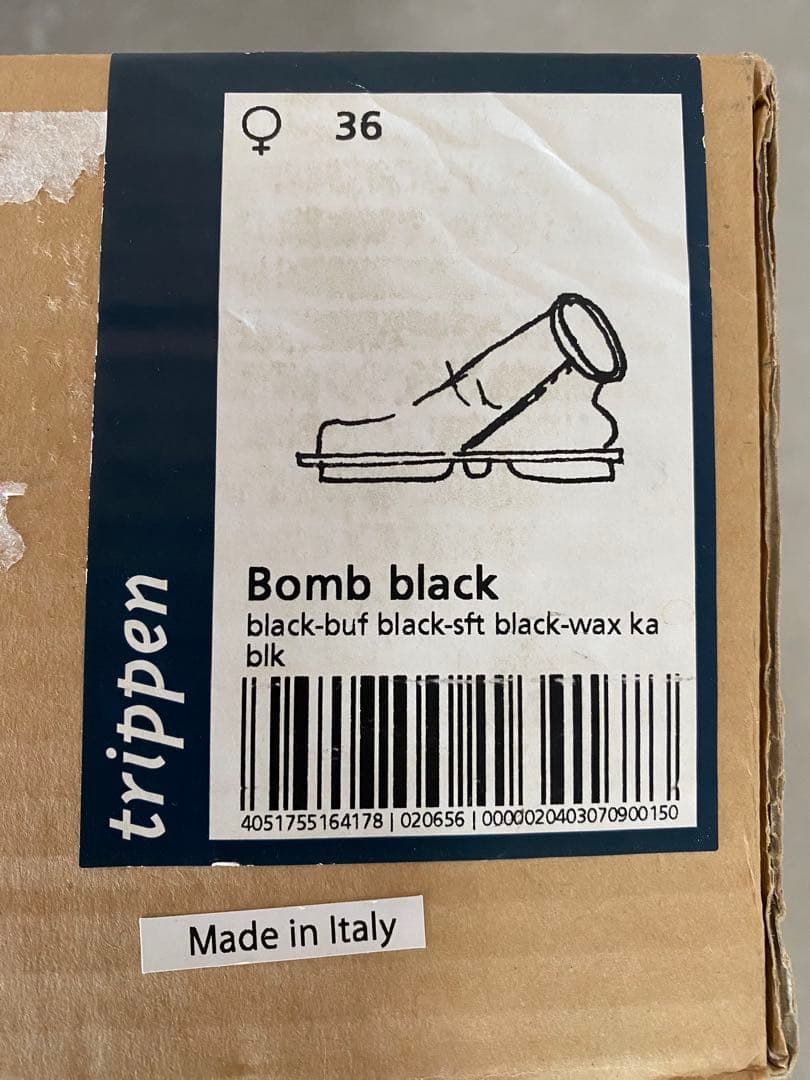 ♀ 36
Bomb black
black-buf black-sft black-wax ka
blk
4051755164178 | 020656 | 0000020403070900150
trippen
Made in Italy